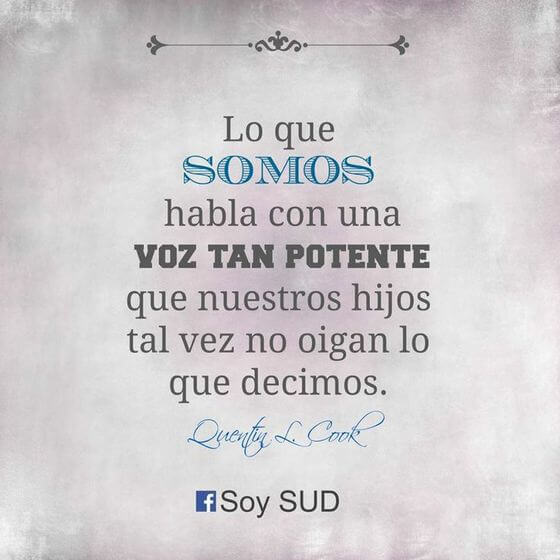 Lo que
SOMOS
habla con una
VOZ TAN POTENTE
que nuestros hijos
tal vez no oigan lo
que decimos.
Quentin L. Cook
f Soy SUD